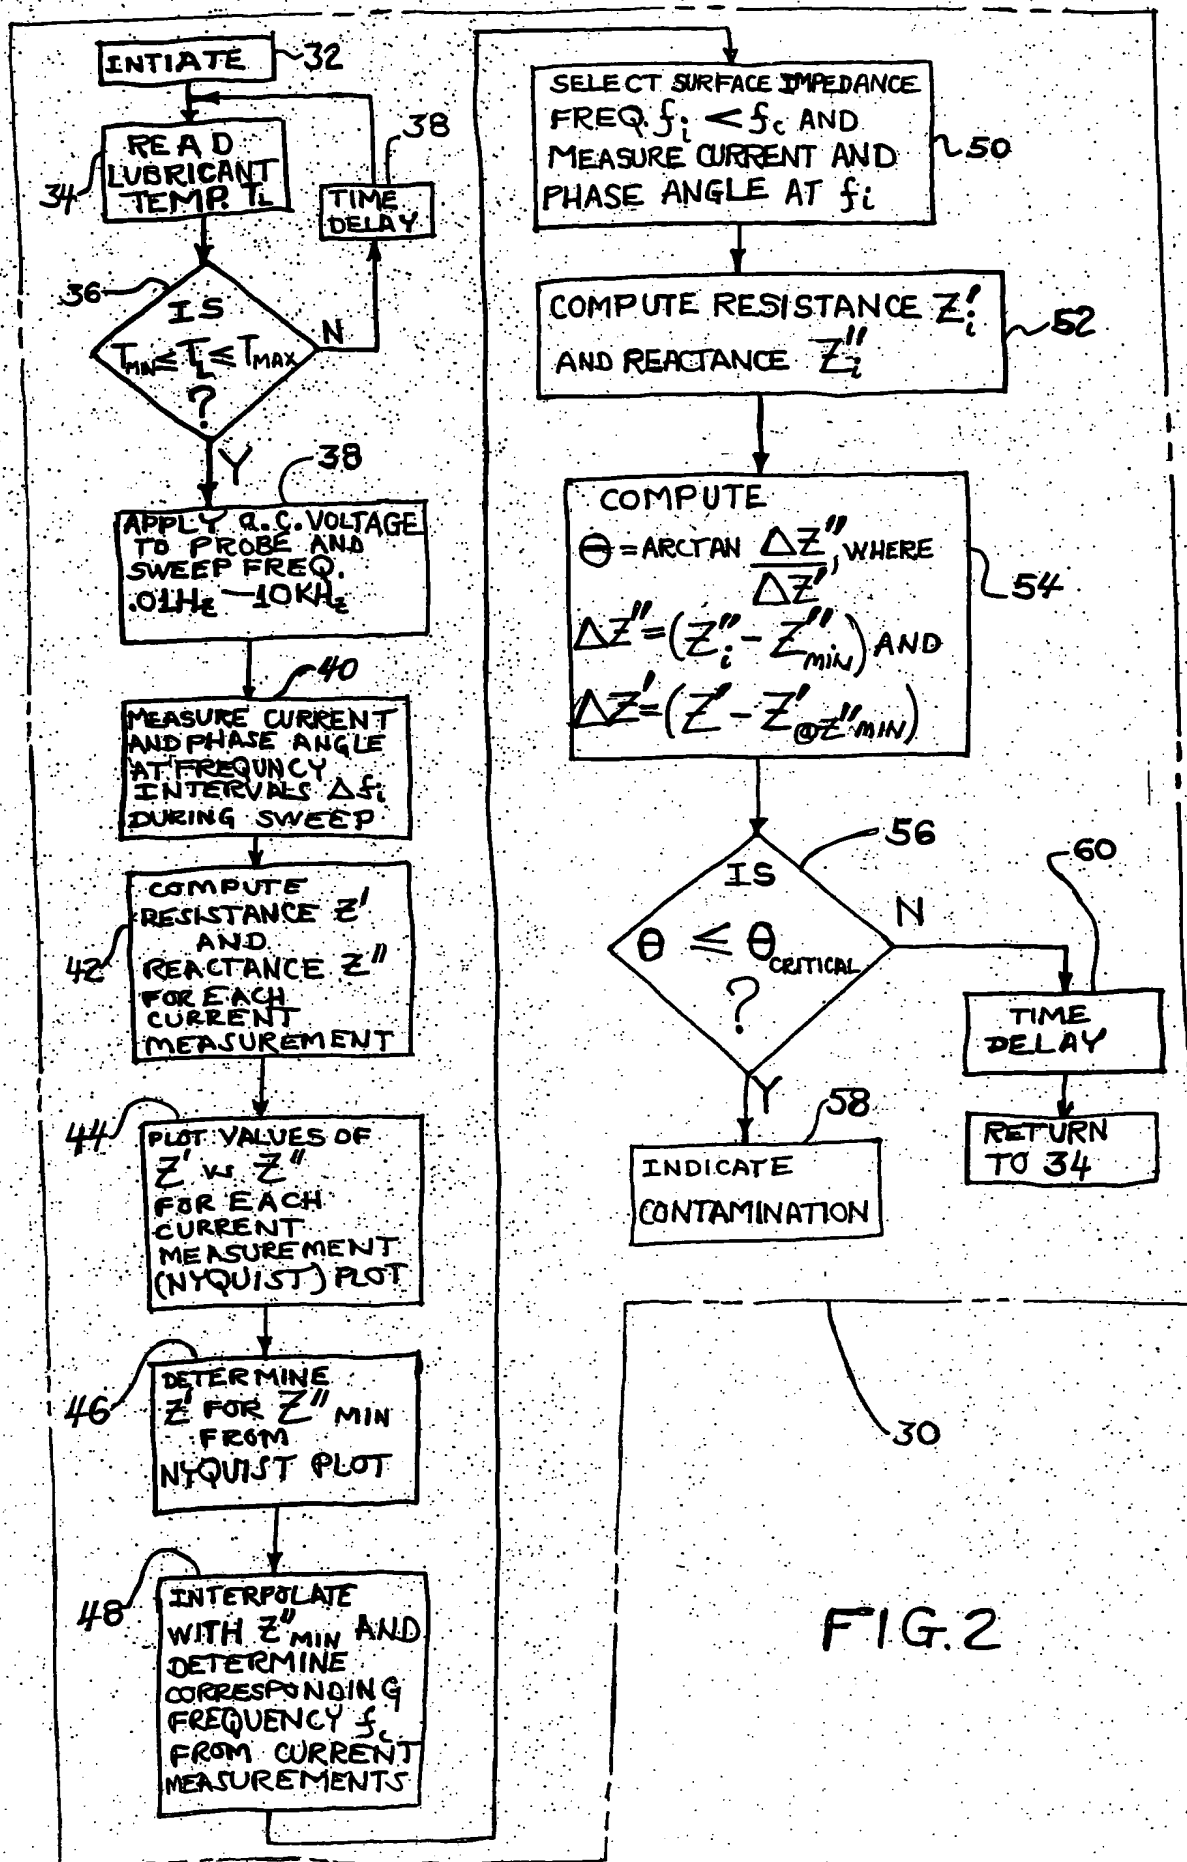 INTIATE
32
READ
LUBRICANT
TEMP. TL
34
38
TIME
DELAY
36
IS
TMIN ≤ TL ≤ TMAX
?
N
Y
38
APPLY a.c. VOLTAGE
TO PROBE AND
SWEEP FREQ.
.01Hz — 10KHz
40
MEASURE CURRENT
AND PHASE ANGLE
AT FREQUNCY
INTERVALS Δfi
DURING SWEEP
42
COMPUTE
RESISTANCE Z'
AND
REACTANCE Z"
FOR EACH
CURRENT
MEASUREMENT
44
PLOT VALUES OF
Z' vs Z"
FOR EACH
CURRENT
MEASUREMENT
(NYQUIST) PLOT
46
DETERMINE
Z' FOR Z"MIN
FROM
NYQUIST PLOT
48
INTERPOLATE
WITH Z"MIN AND
DETERMINE
CORRESPONDING
FREQUENCY fc
FROM CURRENT
MEASUREMENTS
SELECT SURFACE IMPEDANCE
FREQ. fi < fc AND
MEASURE CURRENT AND
PHASE ANGLE AT fi
50
COMPUTE RESISTANCE Zi'
AND REACTANCE Zi"
52
COMPUTE
Θ = ARCTAN ΔZ"/ΔZ', WHERE
ΔZ" = (Zi" - Z"MIN) AND
ΔZ' = (Z' - Z'@Z"MIN)
54
56
IS
Θ ≤ ΘCRITICAL
?
N
60
TIME
DELAY
RETURN
TO 34
Y
58
INDICATE
CONTAMINATION
30
FIG. 2